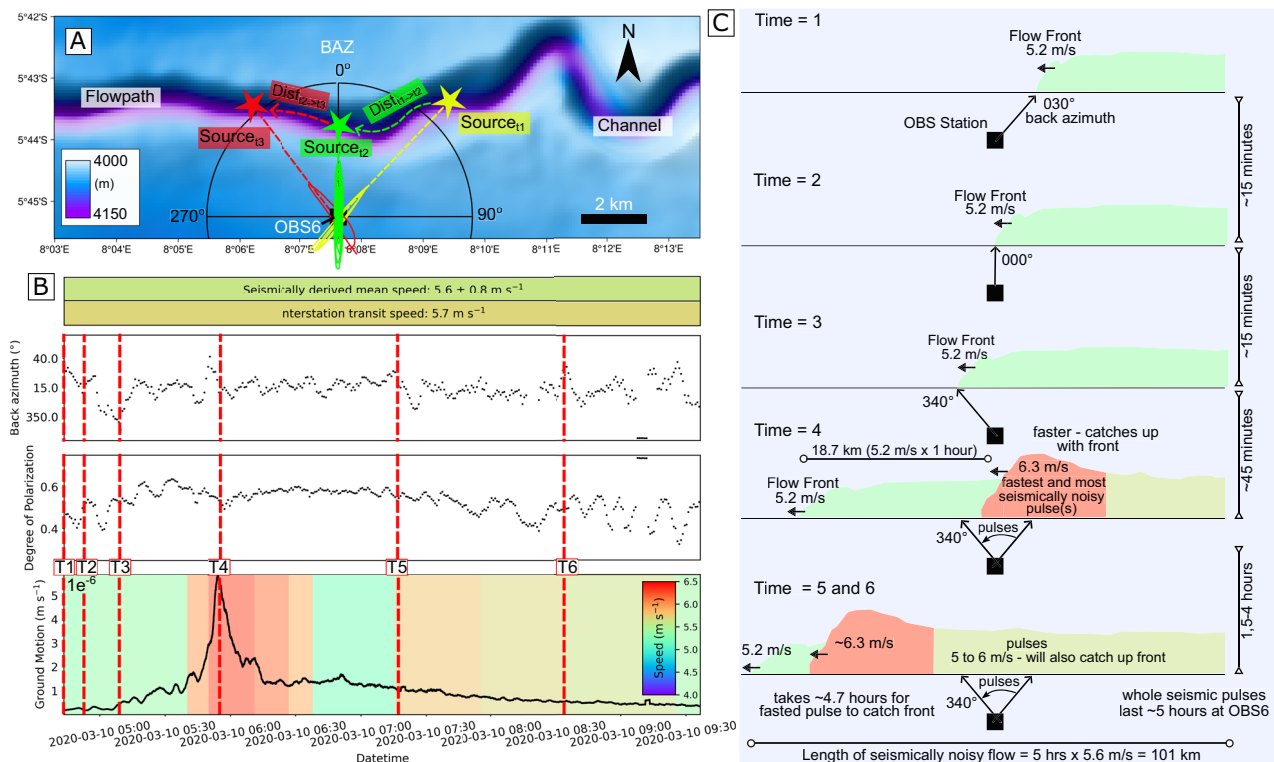 A
5°42'S
5°43'S
5°44'S
5°45'S
BAZ
0°
N
Flowpath
Dist t2->t3
Dist t1->t2
Source t3
Source t2
Source t1
Channel
4000
(m)
4150
270°
90°
OBS6
2 km
8°03'E
8°04'E
8°05'E
8°06'E
8°07'E
8°08'E
8°09'E
8°10'E
8°11'E
8°12'E
8°13'E
B
Seismically derived mean speed: 5.6 ± 0.8 m s⁻¹
nterstation transit speed: 5.7 m s⁻¹
Back azimuth (°)
40.0
15.0
350.0
Degree of Polarization
0.6
0.4
T1
T2
T3
T4
T5
T6
1e-6
Ground Motion (m s⁻¹)
5
4
3
2
1
Speed (m s⁻¹)
6.5
6.0
5.5
5.0
4.5
4.0
2020-03-10 05:00
2020-03-10 05:30
2020-03-10 06:00
2020-03-10 06:30
2020-03-10 07:00
2020-03-10 07:30
2020-03-10 08:00
2020-03-10 08:30
2020-03-10 09:00
2020-03-10 09:30
Datetime
C
Time = 1
Flow Front
5.2 m/s
030°
back azimuth
OBS Station
~15 minutes
Time = 2
Flow Front
5.2 m/s
000°
~15 minutes
Time = 3
Flow Front
5.2 m/s
340°
Time = 4
18.7 km (5.2 m/s x 1 hour)
faster - catches up
with front
Flow Front
5.2 m/s
6.3 m/s
fastest and most
seismically noisy
pulse(s)
~45 minutes
340°
pulses
Time = 5 and 6
5.2 m/s
~6.3 m/s
pulses
5 to 6 m/s - will also catch up front
1,5-4 hours
takes ~4.7 hours for
fasted pulse to catch front
340°
pulses
whole seismic pulses
last ~5 hours at OBS6
Length of seismically noisy flow = 5 hrs x 5.6 m/s = 101 km